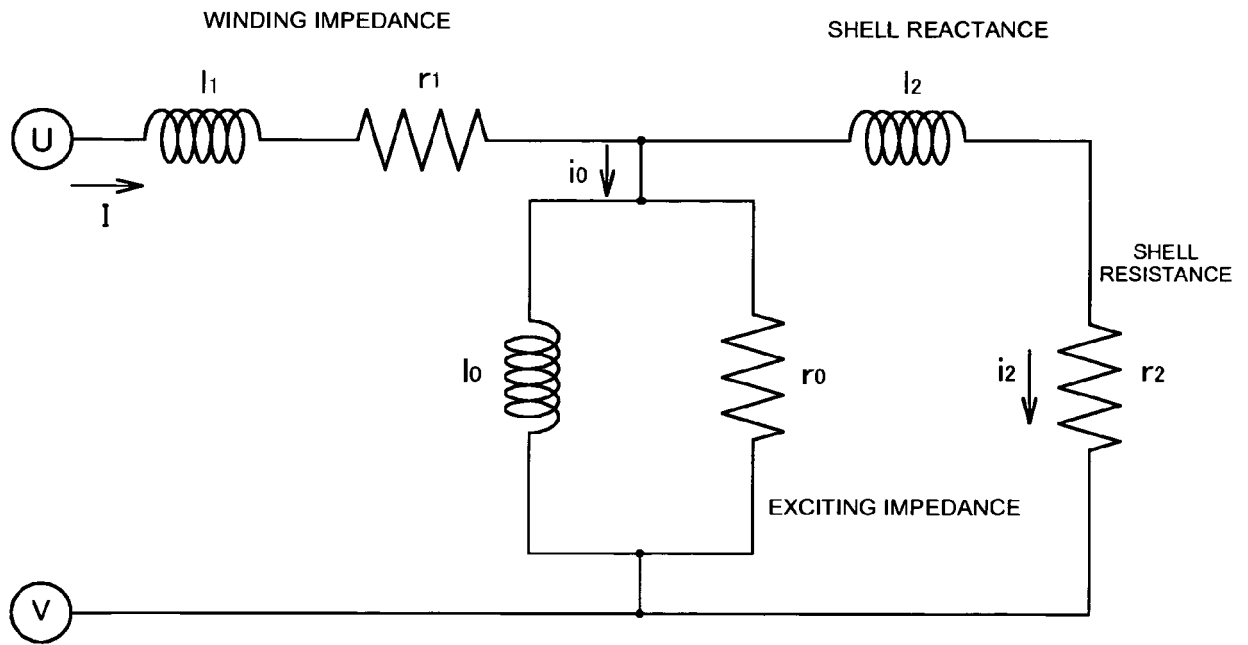 WINDING IMPEDANCE
SHELL REACTANCE
l1
r1
l2
U
I
i0
SHELL
RESISTANCE
l0
r0
i2
r2
EXCITING IMPEDANCE
V